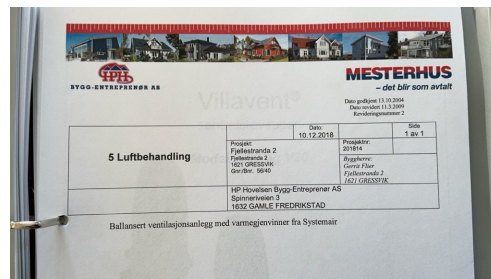 HPH
BYGG-ENTREPRENØR AS
MESTERHUS
– det blir som avtalt
Villavent®
Dato godkjent 13.10.2004
Dato revidert 11.3.2009
Revideringsnummer 2
5 Luftbehandling
Dato:
10.12.2018
Side
1 av 1
Prosjekt:
Fjellestranda 2
Fjellestranda 2
1621 GRESSVIK
Gnr./Bnr. 56/40
Prosjektnr:
201814
Byggherre:
Gerrit Flier
Fjellestranda 2
1621 GRESSVIK
HP Hovelsen Bygg-Entreprenør AS
Spinneriveien 3
1632 GAMLE FREDRIKSTAD
Ballansert ventilasjonsanlegg med varmegjenvinner fra Systemair